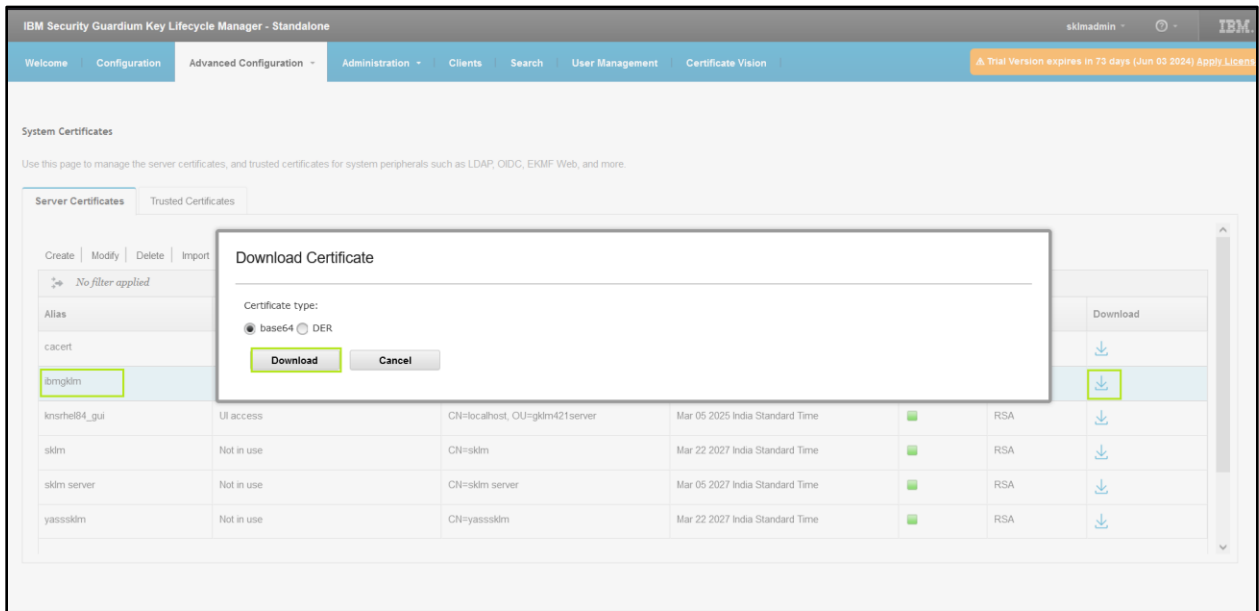 IBM Security Guardium Key Lifecycle Manager - Standalone
sklmadmin
IBM.
Welcome Configuration Advanced Configuration Administration Clients Search User Management Certificate Vision
Trial Version expires in 73 days (Jun 03 2024) Apply Licens
System Certificates
Use this page to manage the server certificates, and trusted certificates for system peripherals such as LDAP, OIDC, EKMF Web, and more.
Server Certificates Trusted Certificates
Create | Modify | Delete | Import
Download Certificate
No filter applied
Certificate type:
base64 DER
Download Cancel
Alias Download
cacert
ibmgklm
knsrhel84_gui UI access CN=localhost, OU=gklm421server Mar 05 2025 India Standard Time RSA
sklm Not in use CN=sklm Mar 22 2027 India Standard Time RSA
sklm server Not in use CN=sklm server Mar 05 2027 India Standard Time RSA
yasssklm Not in use CN=yasssklm Mar 22 2027 India Standard Time RSA